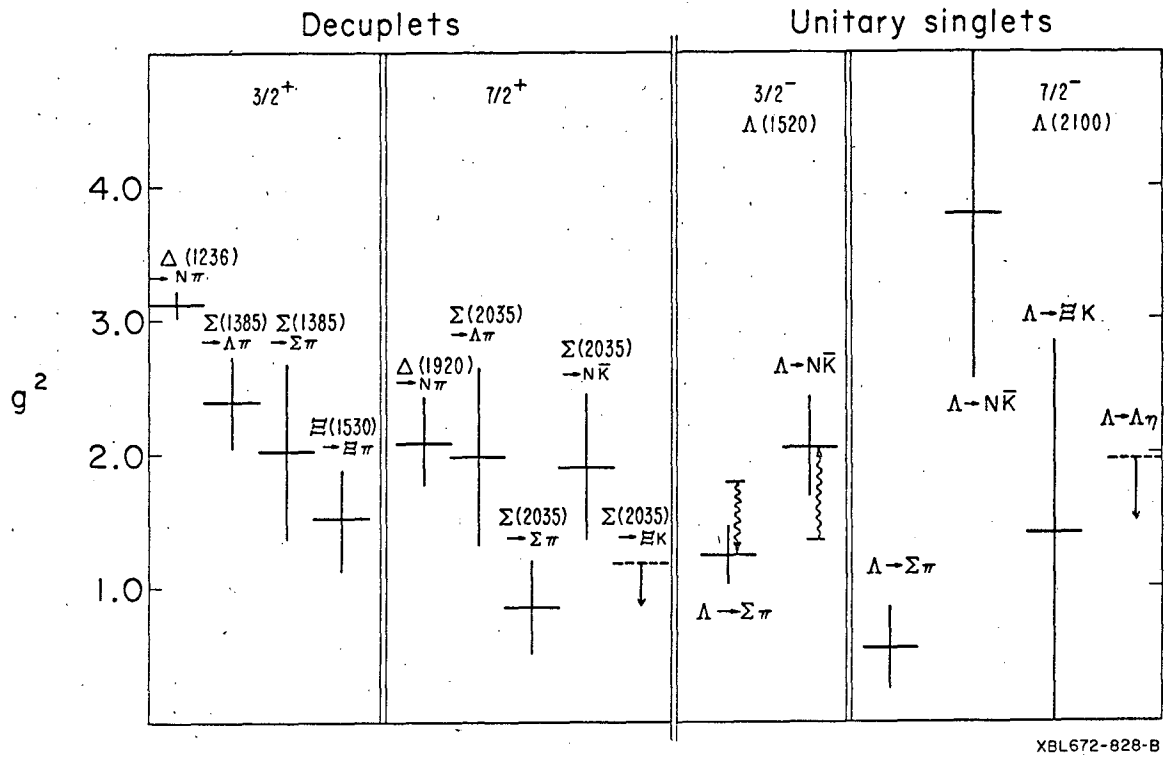 Decuplets
Unitary singlets
3/2+
7/2+
3/2−
Λ(1520)
7/2−
Λ(2100)
g2
4.0
3.0
2.0
1.0
Δ(1236)
→Nπ
Σ(1385)
→Λπ
Σ(1385)
→Σπ
Ξ(1530)
→Ξπ
Δ(1920)
→Nπ
Σ(2035)
→Λπ
Σ(2035)
→Σπ
Σ(2035)
→NK̅
Σ(2035)
→ΞK
Λ→Σπ
Λ→NK̅
Λ→Σπ
Λ→NK̅
Λ→ΞK
Λ→Λη
XBL672-828-B